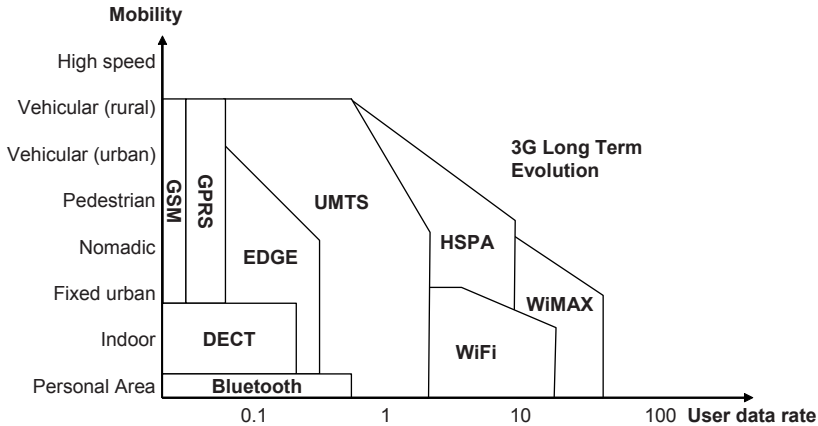 Mobility
High speed
Vehicular (rural)
Vehicular (urban)
Pedestrian
Nomadic
Fixed urban
Indoor
Personal Area
GSM
GPRS
EDGE
UMTS
HSPA
3G Long Term
Evolution
WiMAX
WiFi
DECT
Bluetooth
0.1 1 10 100 User data rate